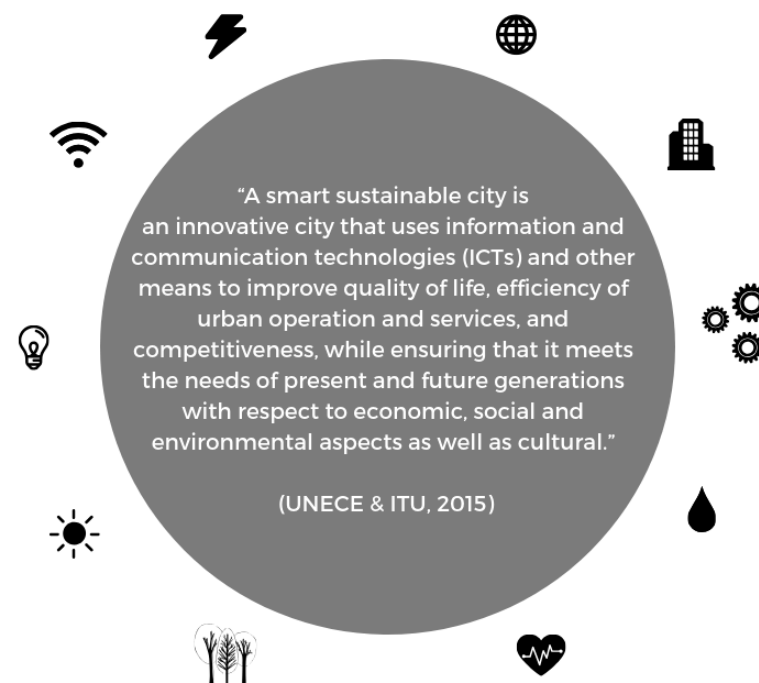 “A smart sustainable city is
an innovative city that uses information and
communication technologies (ICTs) and other
means to improve quality of life, efficiency of
urban operation and services, and
competitiveness, while ensuring that it meets
the needs of present and future generations
with respect to economic, social and
environmental aspects as well as cultural.”
(UNECE & ITU, 2015)